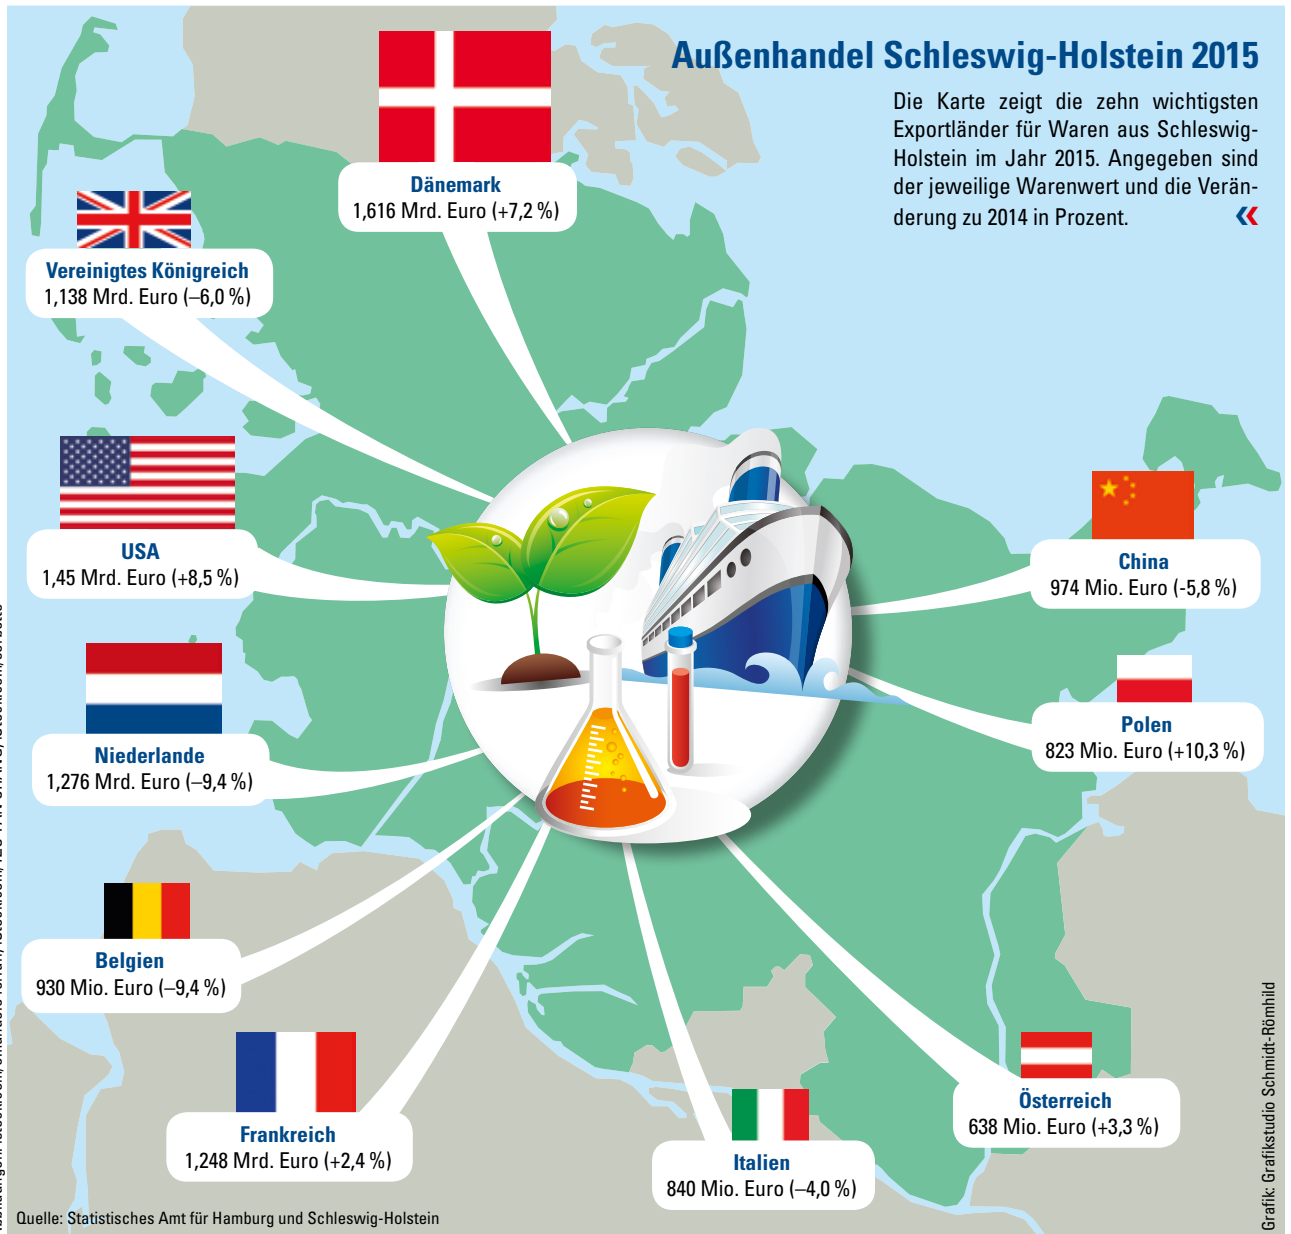 Außenhandel Schleswig-Holstein 2015
Die Karte zeigt die zehn wichtigsten
Exportländer für Waren aus Schleswig-
Holstein im Jahr 2015. Angegeben sind
der jeweilige Warenwert und die Verän-
derung zu 2014 in Prozent.
Dänemark
1,616 Mrd. Euro (+7,2 %)
Vereinigtes Königreich
1,138 Mrd. Euro (–6,0 %)
USA
1,45 Mrd. Euro (+8,5 %)
China
974 Mio. Euro (-5,8 %)
Polen
823 Mio. Euro (+10,3 %)
Niederlande
1,276 Mrd. Euro (–9,4 %)
Belgien
930 Mio. Euro (–9,4 %)
Österreich
638 Mio. Euro (+3,3 %)
Frankreich
1,248 Mrd. Euro (+2,4 %)
Italien
840 Mio. Euro (–4,0 %)
Quelle: Statistisches Amt für Hamburg und Schleswig-Holstein
Grafik: Grafikstudio Schmidt-Römhild